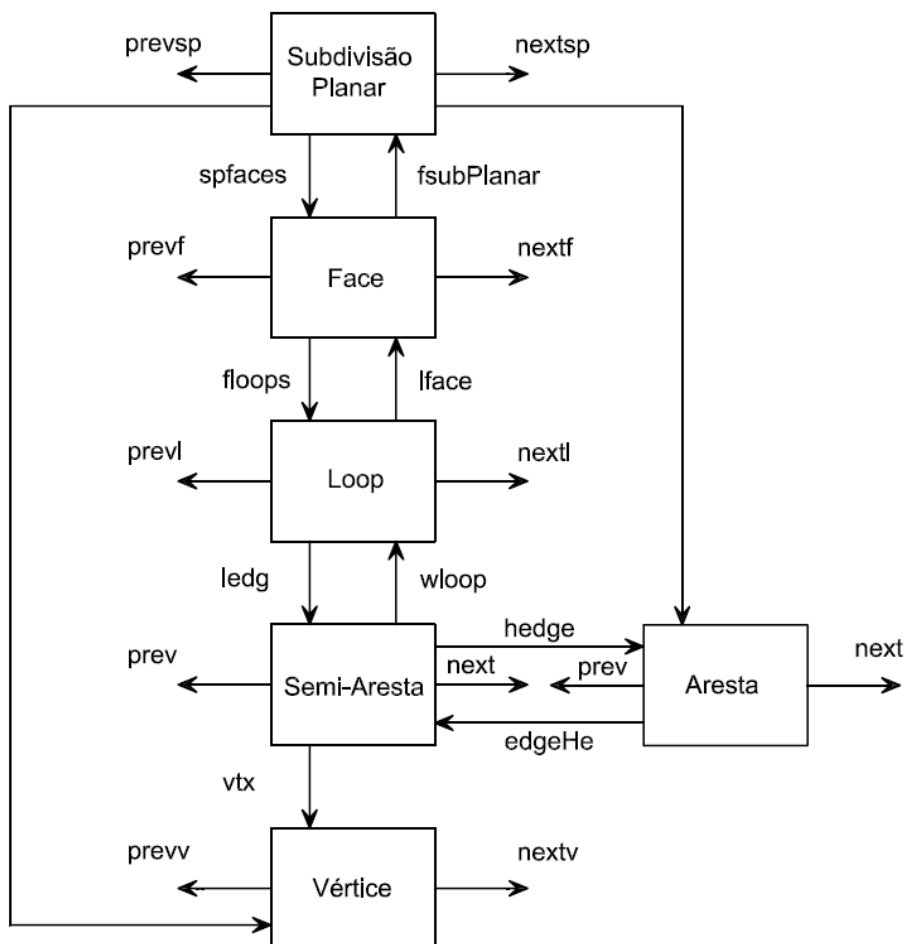 prevsp
Subdivisão
Planar
nextsp
spfaces
fsubPlanar
prevf
Face
nextf
floops
lface
prevl
Loop
nextl
ledg
wloop
prev
Semi-Aresta
next
hedge
prev
Aresta
next
edgeHe
vtx
prevv
Vértice
nextv